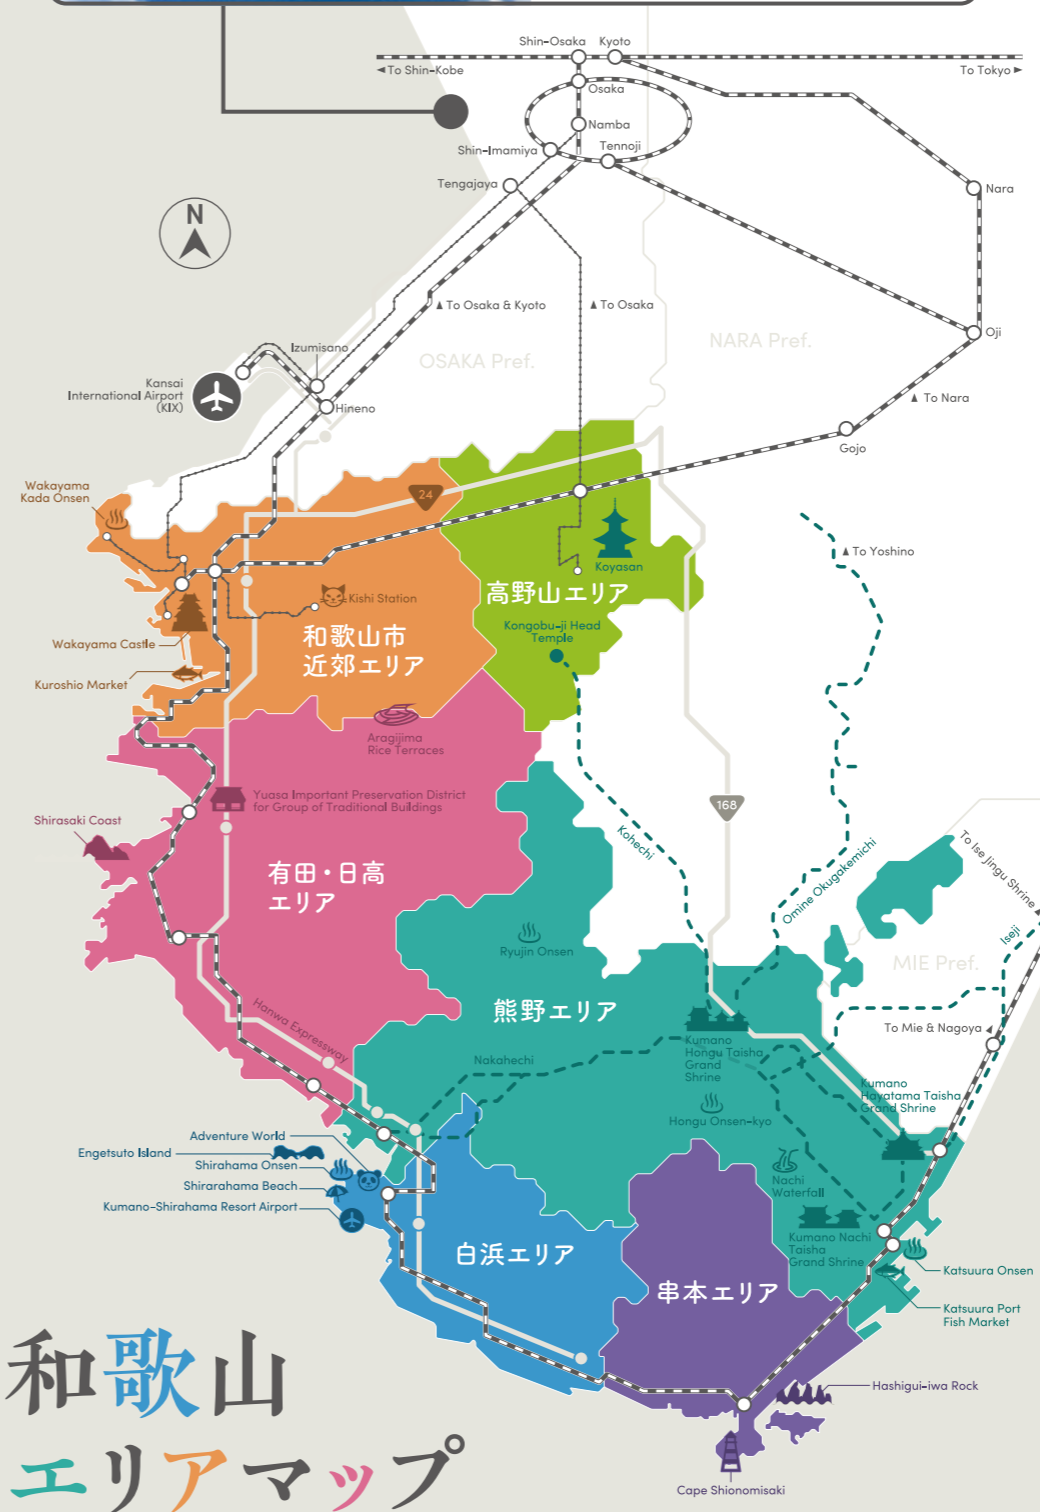 Shin-Osaka
Kyoto
◄To Shin-Kobe
To Tokyo►
Osaka
Namba
Shin-Imamiya
Tennoji
Tengajaya
Nara
N
▲To Osaka & Kyoto
▲To Osaka
OSAKA Pref.
NARA Pref.
Oji
Izumisano
Kansai
International Airport
(KIX)
Hineno
▲ To Nara
Gojo
Wakayama
Kada Onsen
24
Koyasan
▲To Yoshino
高野山エリア
Kishi Station
Kongobu-ji Head
Temple
和歌山市
近郊エリア
Wakayama Castle
Kuroshio Market
Aragijima
Rice Terraces
Yuasa Important Preservation District
for Group of Traditional Buildings
168
Shirasaki Coast
Kohechi
Omine Okugakemichi
To Ise Jingu Shrine►
有田・日高
エリア
Iseji
Ryujin Onsen
MIE Pref.
熊野エリア
Hanwa Expressway
To Mie & Nagoya
Kumano
Hongu Taisha
Grand
Shrine
Nakahechi
Kumano
Hayatama Taisha
Grand Shrine
Hongu Onsen-kyo
Adventure World
Engetsuto Island
Shirahama Onsen
Shirarahama Beach
Kumano-Shirahama Resort Airport
Nachi
Waterfall
Kumano Nachi
Taisha
Grand Shrine
白浜エリア
串本エリア
Katsuura Onsen
Katsuura Port
Fish Market
Hashigui-iwa Rock
Cape Shionomisaki
和歌山
エリアマップ